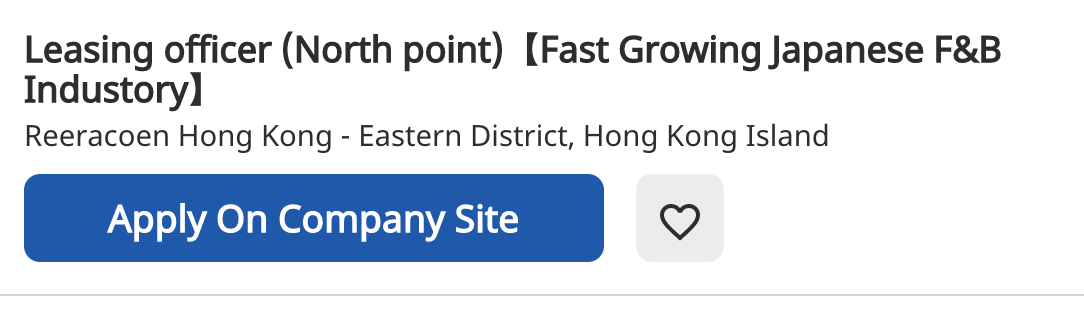 Leasing officer (North point)【Fast Growing Japanese F&B
Industory】
Reeracoen Hong Kong - Eastern District, Hong Kong Island
Apply On Company Site